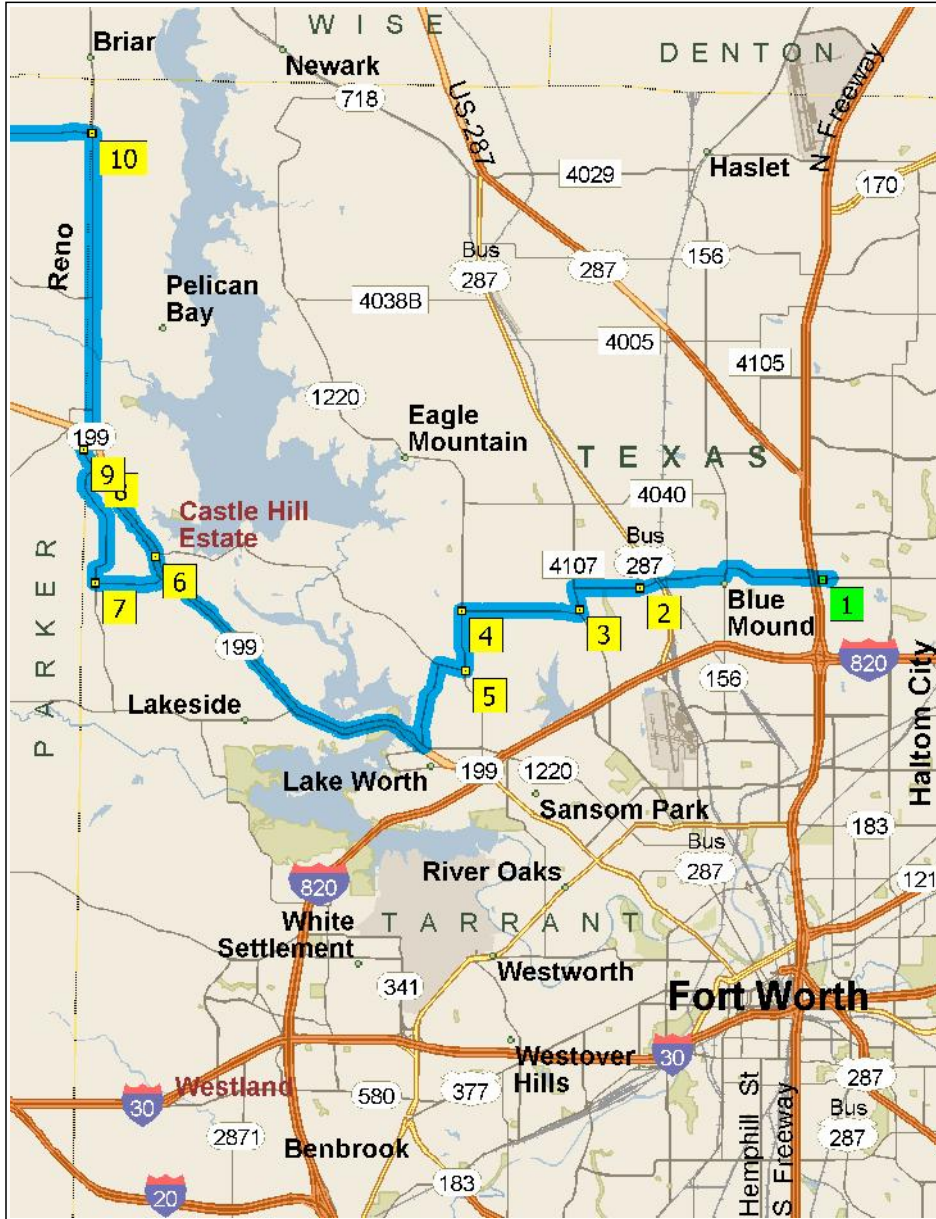 WISE
Briar
Newark
718
DENTON
US-287
N Freeway
10
4029
Haslet
170
Reno
Bus
287
287
156
Pelican
Bay
4038B
4005
4105
1220
Eagle
Mountain
199
TEXAS
9
8
4040
Castle Hill
Estate
Bus
287
4107
PARKER
6
7
2
1
Blue
Mound
3
4
199
820
5
156
Haltom City
Lakeside
Lake Worth
199
1220
Sansom Park
183
Bus
287
River Oaks
820
121
White
Settlement
TARRANT
Westworth
341
Fort Worth
Westover
Hills
30
Westland
30
580
377
287
Bus
287
2871
Benbrook
Hemphill St
S Freeway
183
20